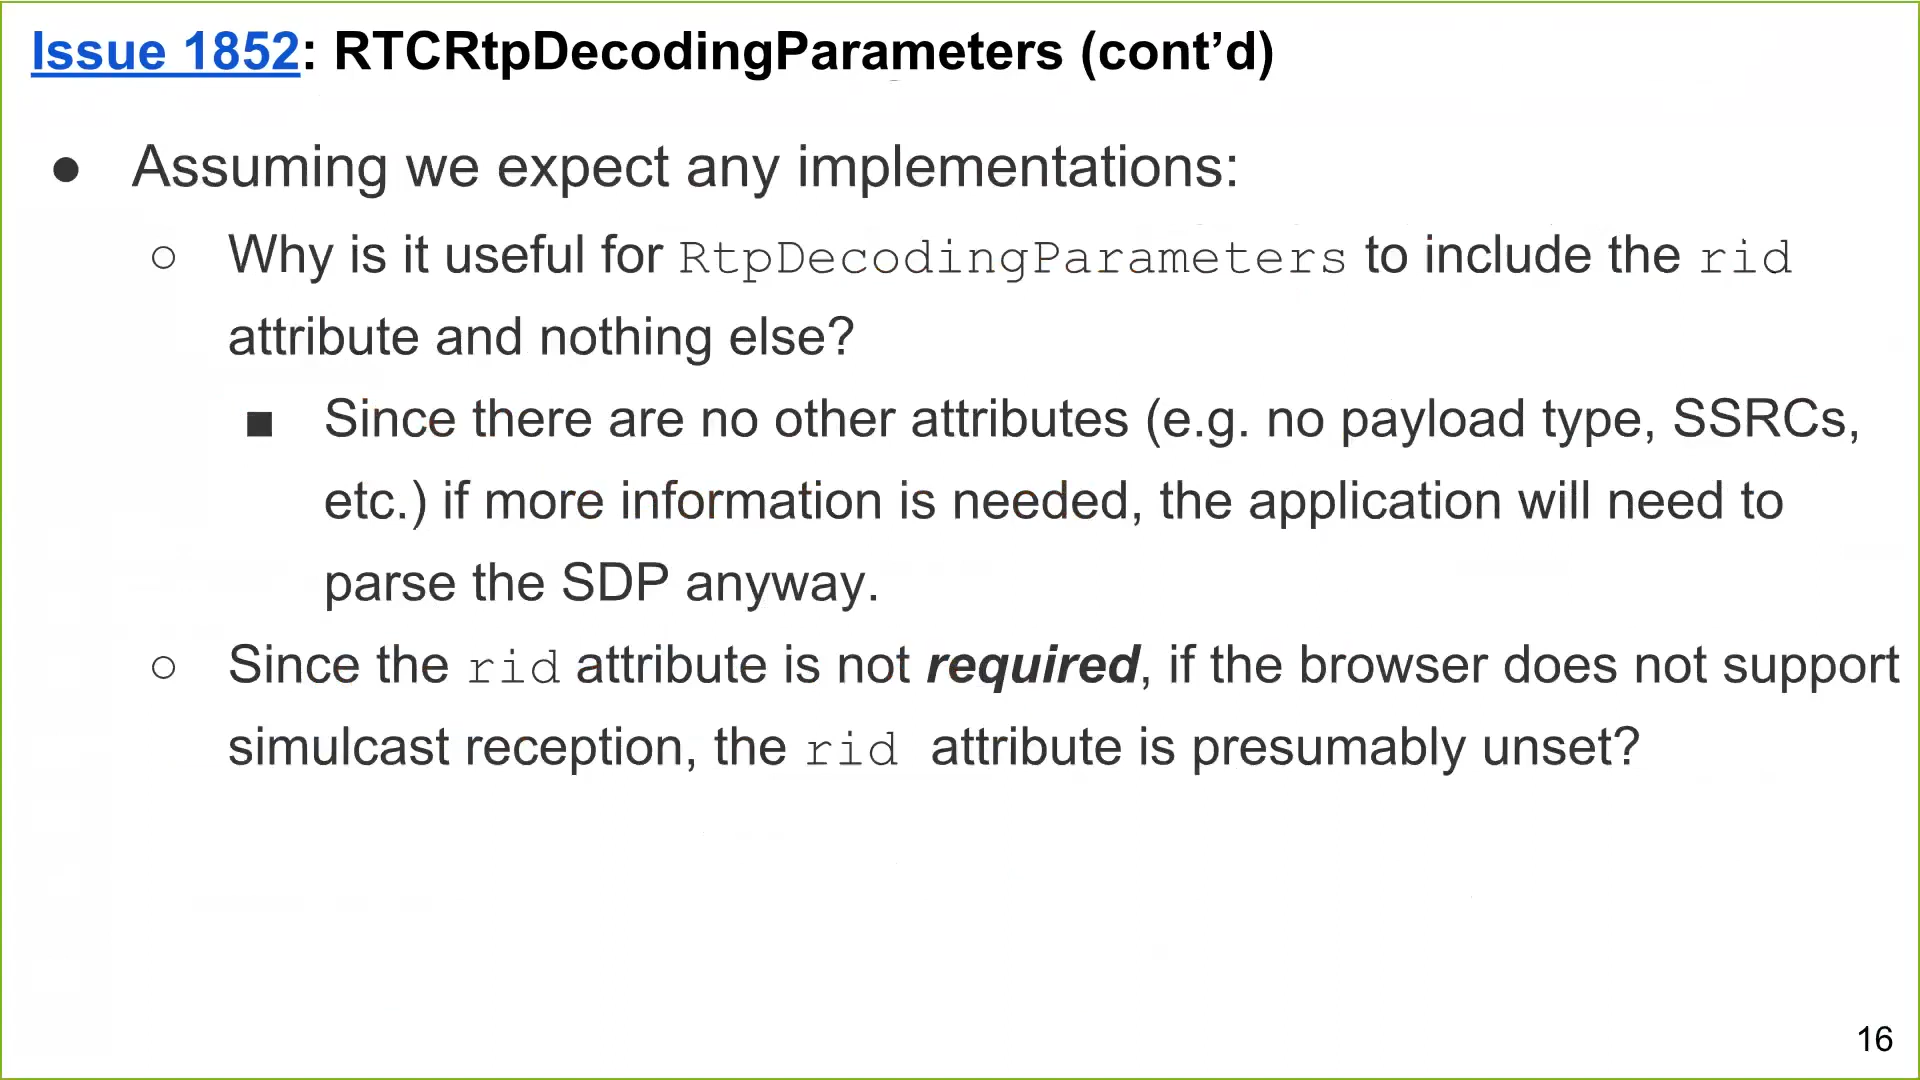 Issue 1852: RTCRtpDecodingParameters (cont’d)
● Assuming we expect any implementations:
○ Why is it useful for RtpDecodingParameters to include the rid
attribute and nothing else?
■ Since there are no other attributes (e.g. no payload type, SSRCs,
etc.) if more information is needed, the application will need to
parse the SDP anyway.
○ Since the rid attribute is not required, if the browser does not support
simulcast reception, the rid attribute is presumably unset?
16